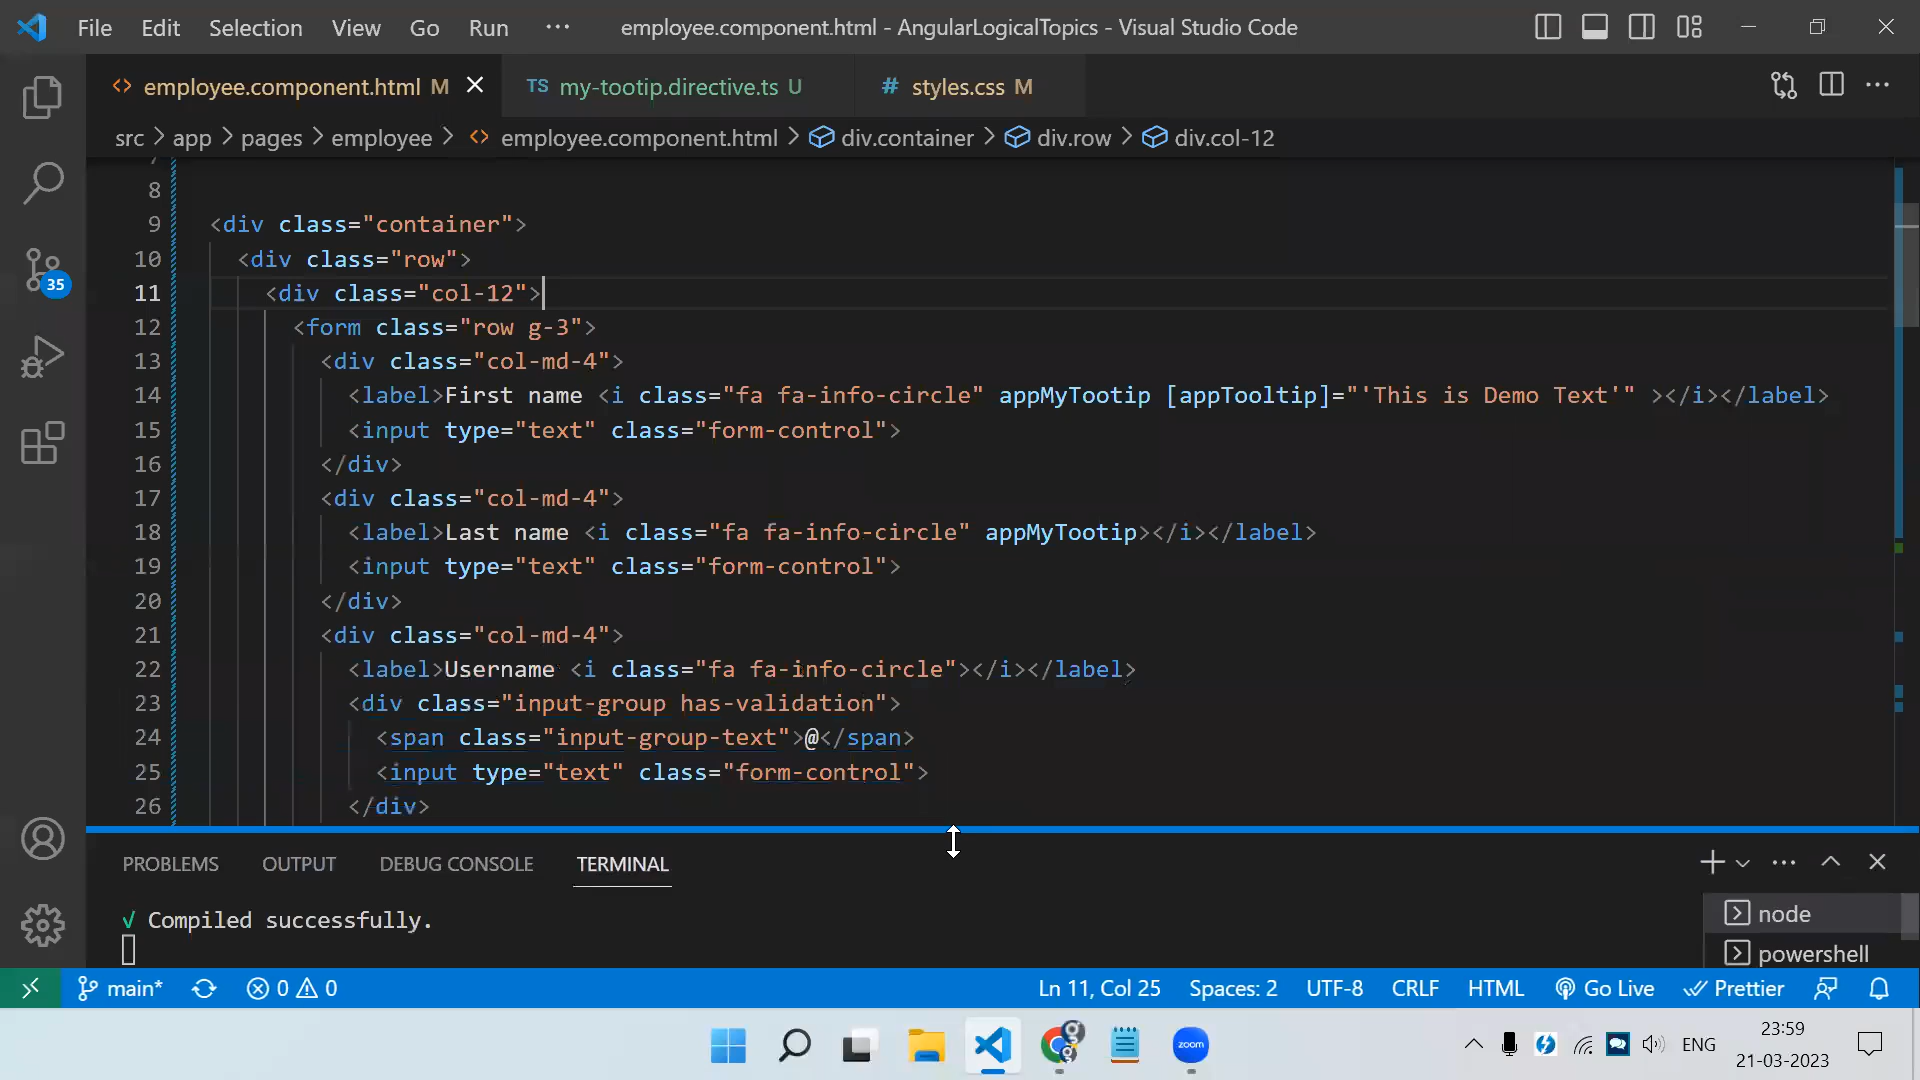 File Edit Selection View Go Run ··· employee.component.html - AngularLogicalTopics - Visual Studio Code
<> employee.component.html M TS my-tootip.directive.ts U # styles.css M
src > app > pages > employee > <> employee.component.html > div.container > div.row > div.col-12
7
8
9 <div class="container">
10 <div class="row">
11 <div class="col-12">
12 <form class="row g-3">
13 <div class="col-md-4">
14 <label>First name <i class="fa fa-info-circle" appMyTootip [appTooltip]="'This is Demo Text'" ></i></label>
15 <input type="text" class="form-control">
16 </div>
17 <div class="col-md-4">
18 <label>Last name <i class="fa fa-info-circle" appMyTootip></i></label>
19 <input type="text" class="form-control">
20 </div>
21 <div class="col-md-4">
22 <label>Username <i class="fa fa-info-circle"></i></label>
23 <div class="input-group has-validation">
24 <span class="input-group-text">@</span>
25 <input type="text" class="form-control">
26 </div>
35
PROBLEMS OUTPUT DEBUG CONSOLE TERMINAL
√ Compiled successfully.
node
powershell
main* 0 0 Ln 11, Col 25 Spaces: 2 UTF-8 CRLF HTML Go Live Prettier
zoom
ENG
23:59
21-03-2023